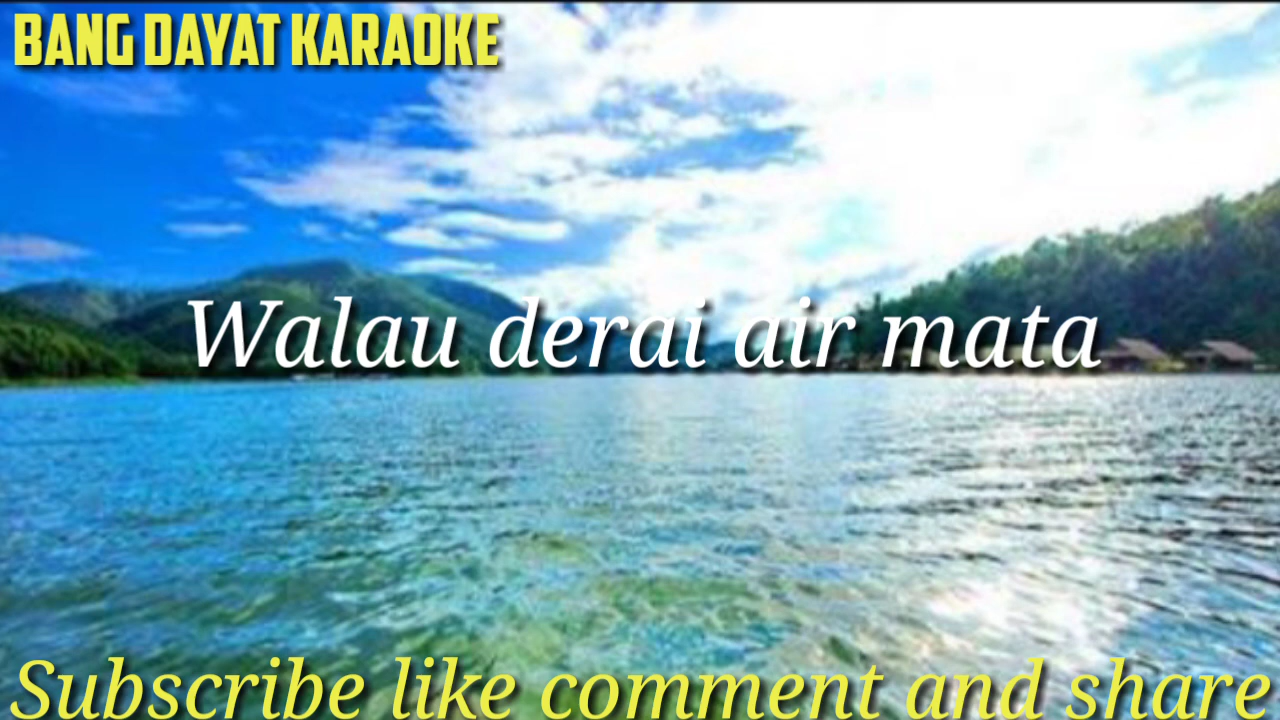 BANG DAYAT KARAOKE
Walau derai air mata
Subscribe like comment and share